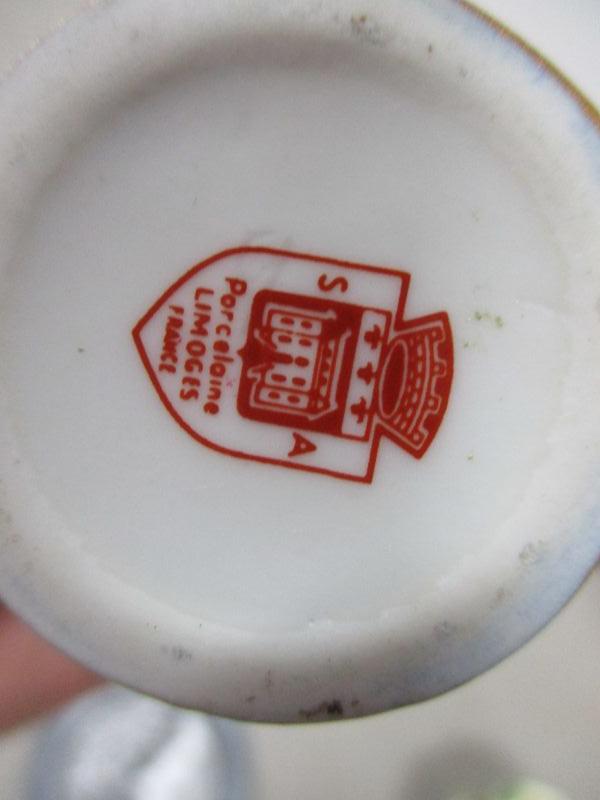 S A
Porcelaine
LIMOGES
FRANCE